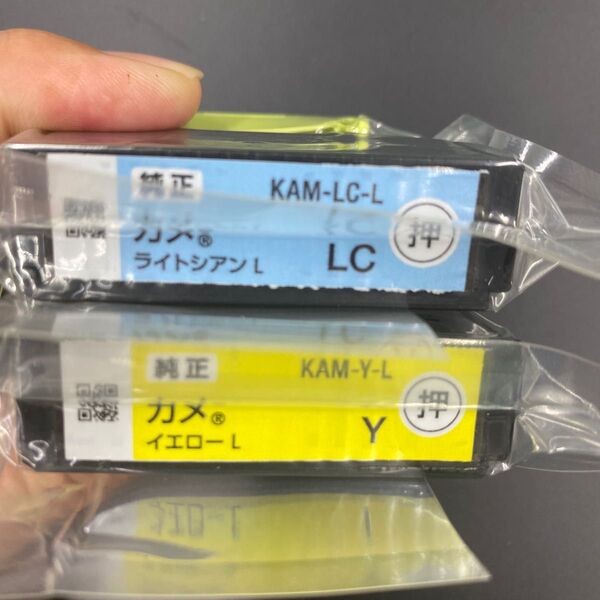 純正 KAM-LC-L
カメ®
ライトシアン L LC 押
純正 KAM-Y-L
カメ®
イエロー L Y 押